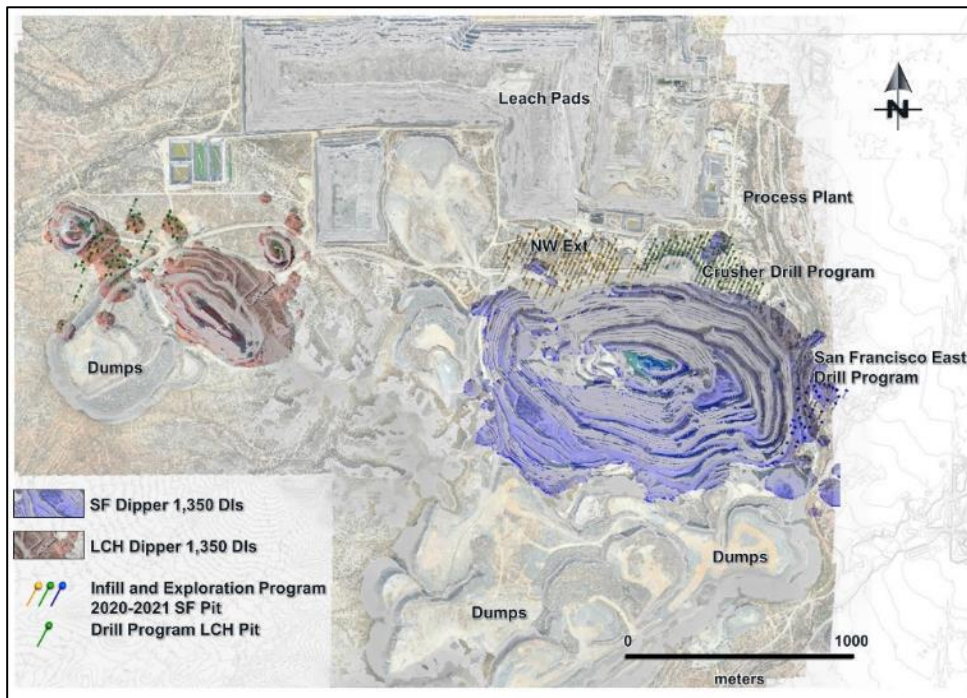 Leach Pads
N
Process Plant
NW Ext
Crusher Drill Program
San Francisco East
Drill Program
Dumps
SF Dipper 1,350 Dls
LCH Dipper 1,350 Dls
Dumps
Infill and Exploration Program
2020-2021 SF Pit
Dumps
Drill Program LCH Pit
0 1000
meters